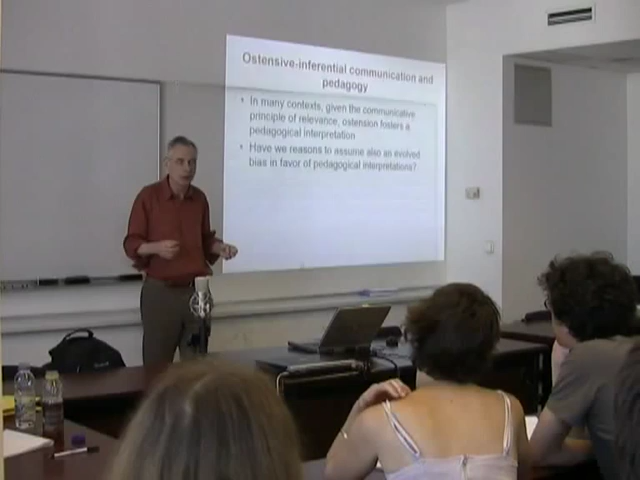 Ostensive-inferential communication and
pedagogy
• In many contexts, given the communicative
principle of relevance, ostension fosters a
pedagogical interpretation
• Have we reasons to assume also an evolved
bias in favor of pedagogical interpretations?